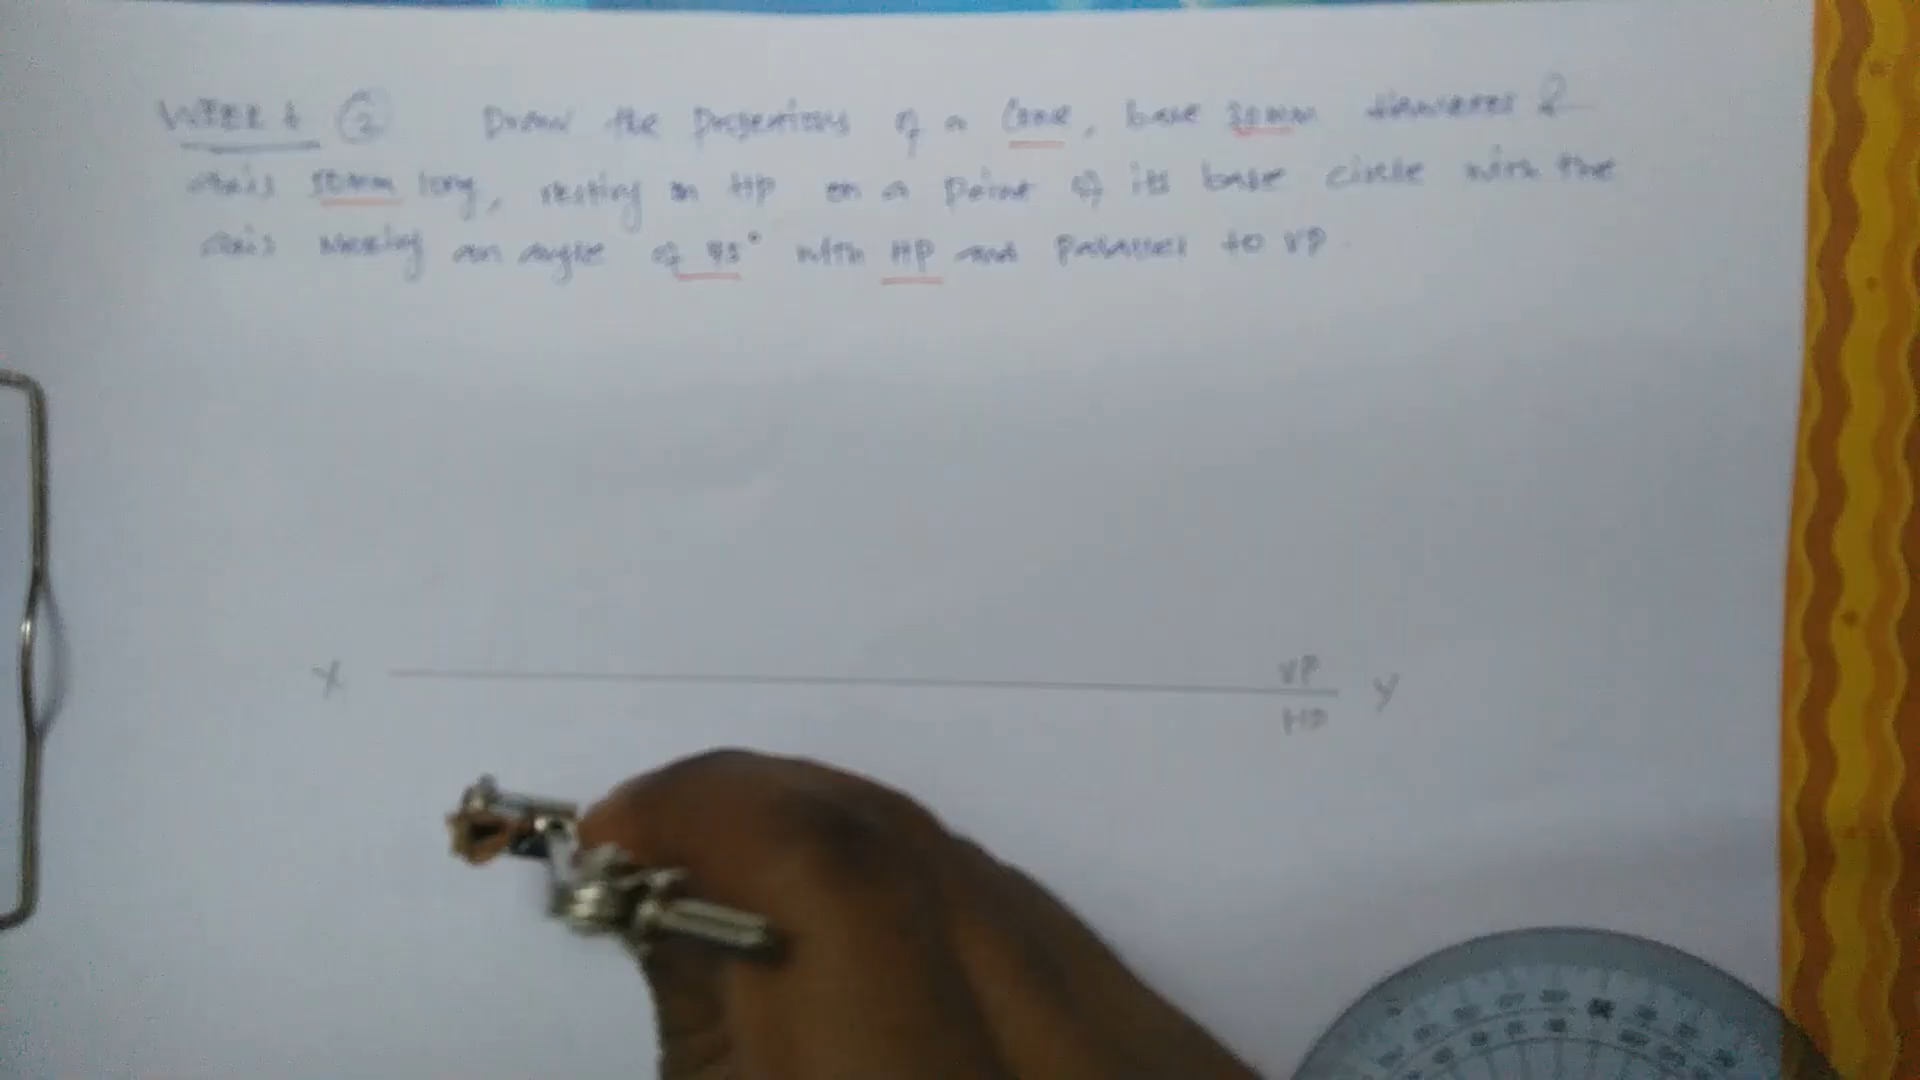 WEEK 6 ② Draw the projections of a Cone, base 30mm diameter &
axis 50mm long, resting on HP on a point of its base circle with the
axis making an angle of 45° with HP and parallel to VP.
X VP Y
HP